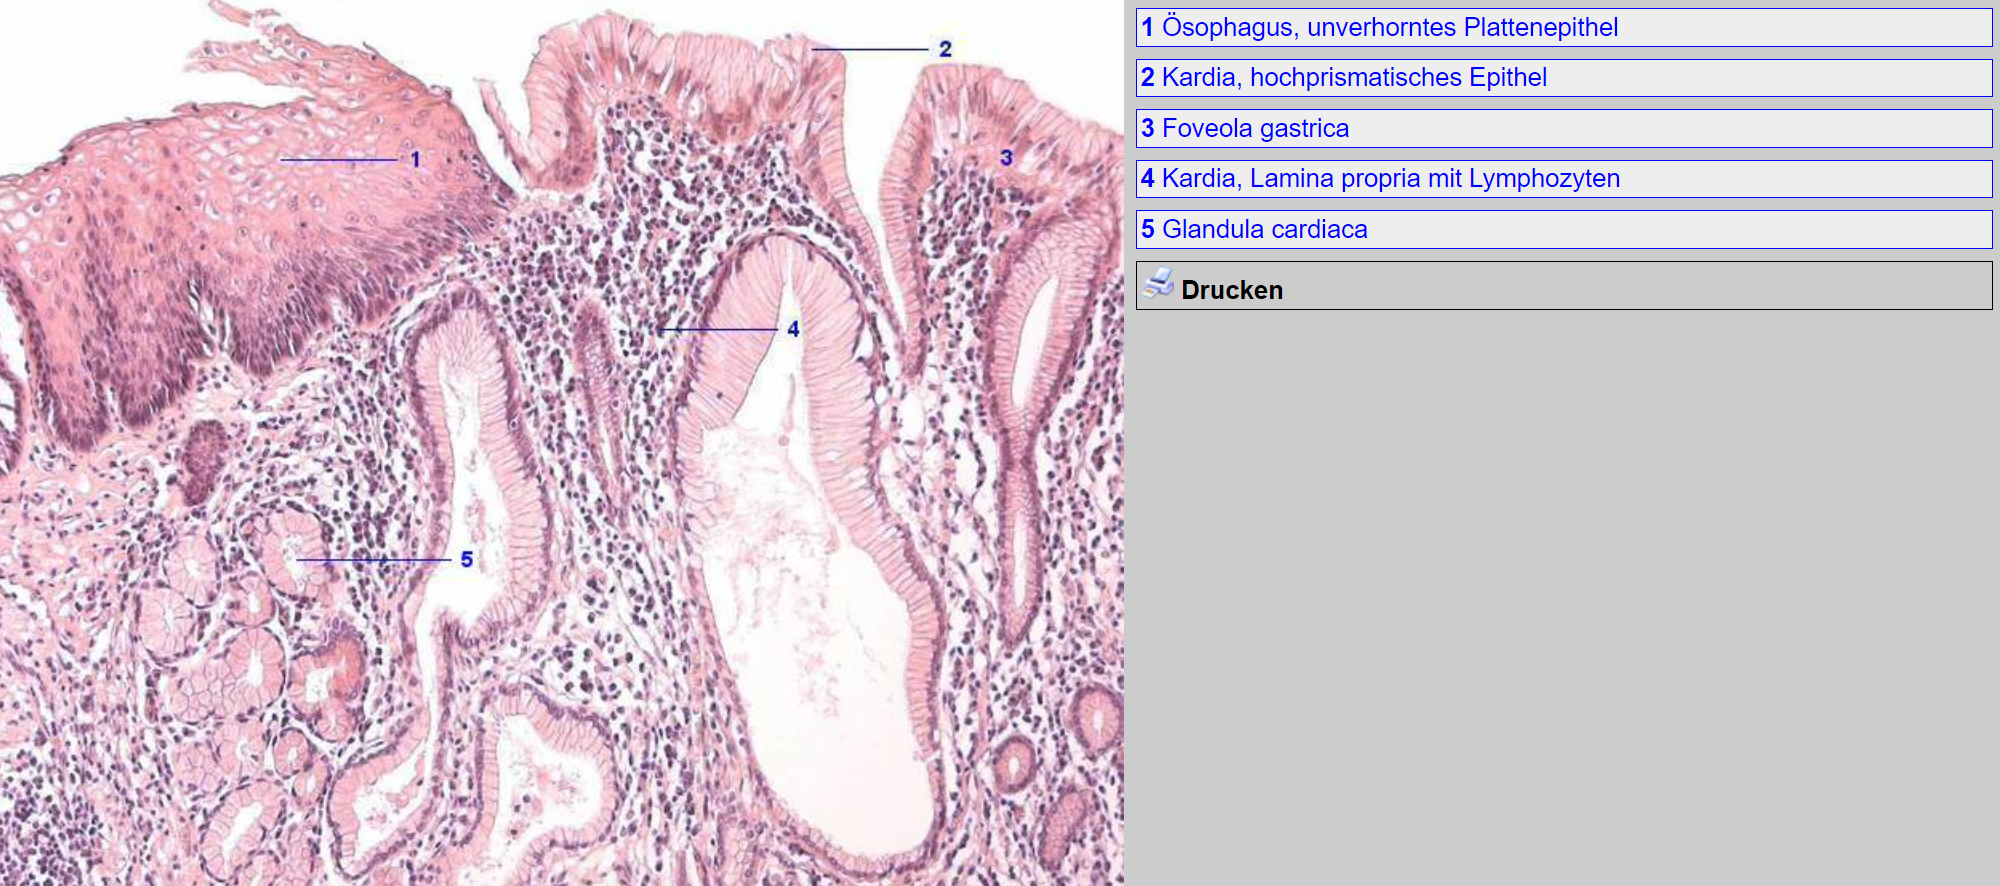 2
1
3
4
5
1 Ösophagus, unverhorntes Plattenepithel
2 Kardia, hochprismatisches Epithel
3 Foveola gastrica
4 Kardia, Lamina propria mit Lymphozyten
5 Glandula cardiaca
Drucken